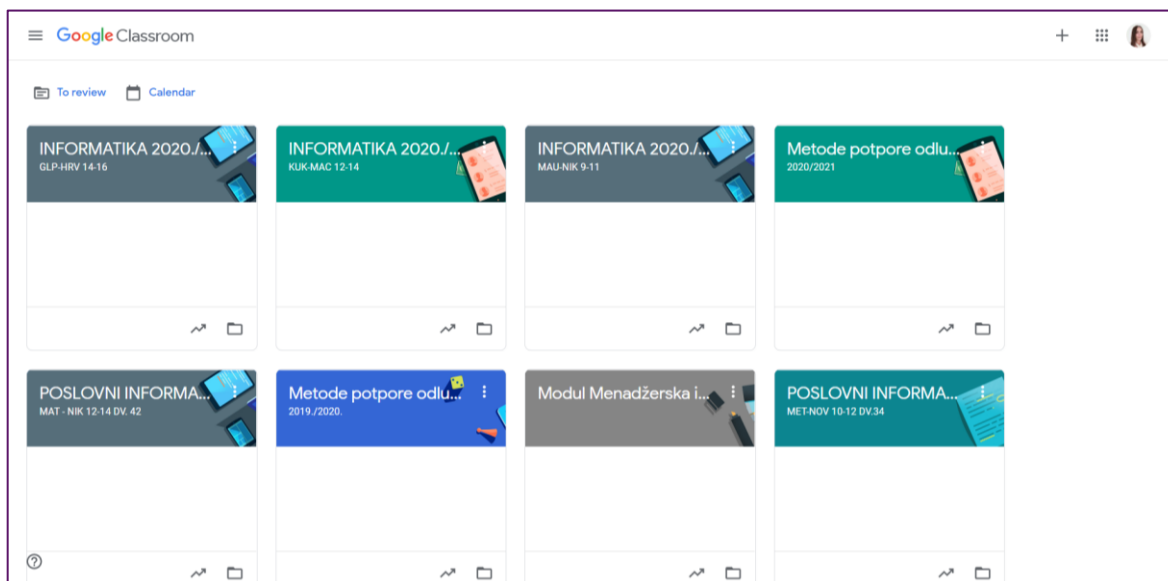 Google Classroom
To review Calendar
INFORMATIKA 2020./...
GLP-HRV 14-16
INFORMATIKA 2020./...
KUK-MAC 12-14
INFORMATIKA 2020./...
MAU-NIK 9-11
Metode potpore odlu...
2020/2021
POSLOVNI INFORMA...
MAT - NIK 12-14 DV. 42
Metode potpore odlu...
2019./2020.
Modul Menadžerska i...
POSLOVNI INFORMA...
MET-NOV 10-12 DV.34